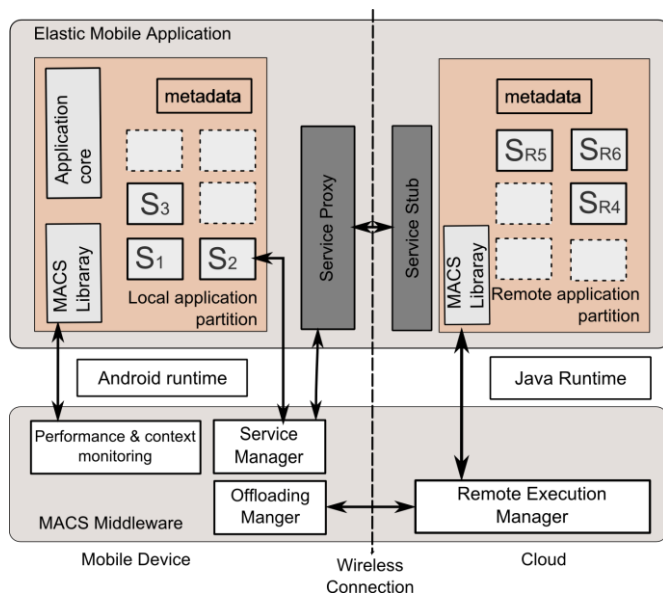 Elastic Mobile Application
Application
core
metadata
S3
S1
S2
MACS
Libraray
Local application
partition
Service Proxy
Service Stub
metadata
SR5
SR6
SR4
MACS
Library
Remote application
partition
Android runtime
Java Runtime
Performance & context
monitoring
Service
Manager
Offloading
Manger
Remote Execution
Manager
MACS Middleware
Mobile Device
Wireless
Connection
Cloud